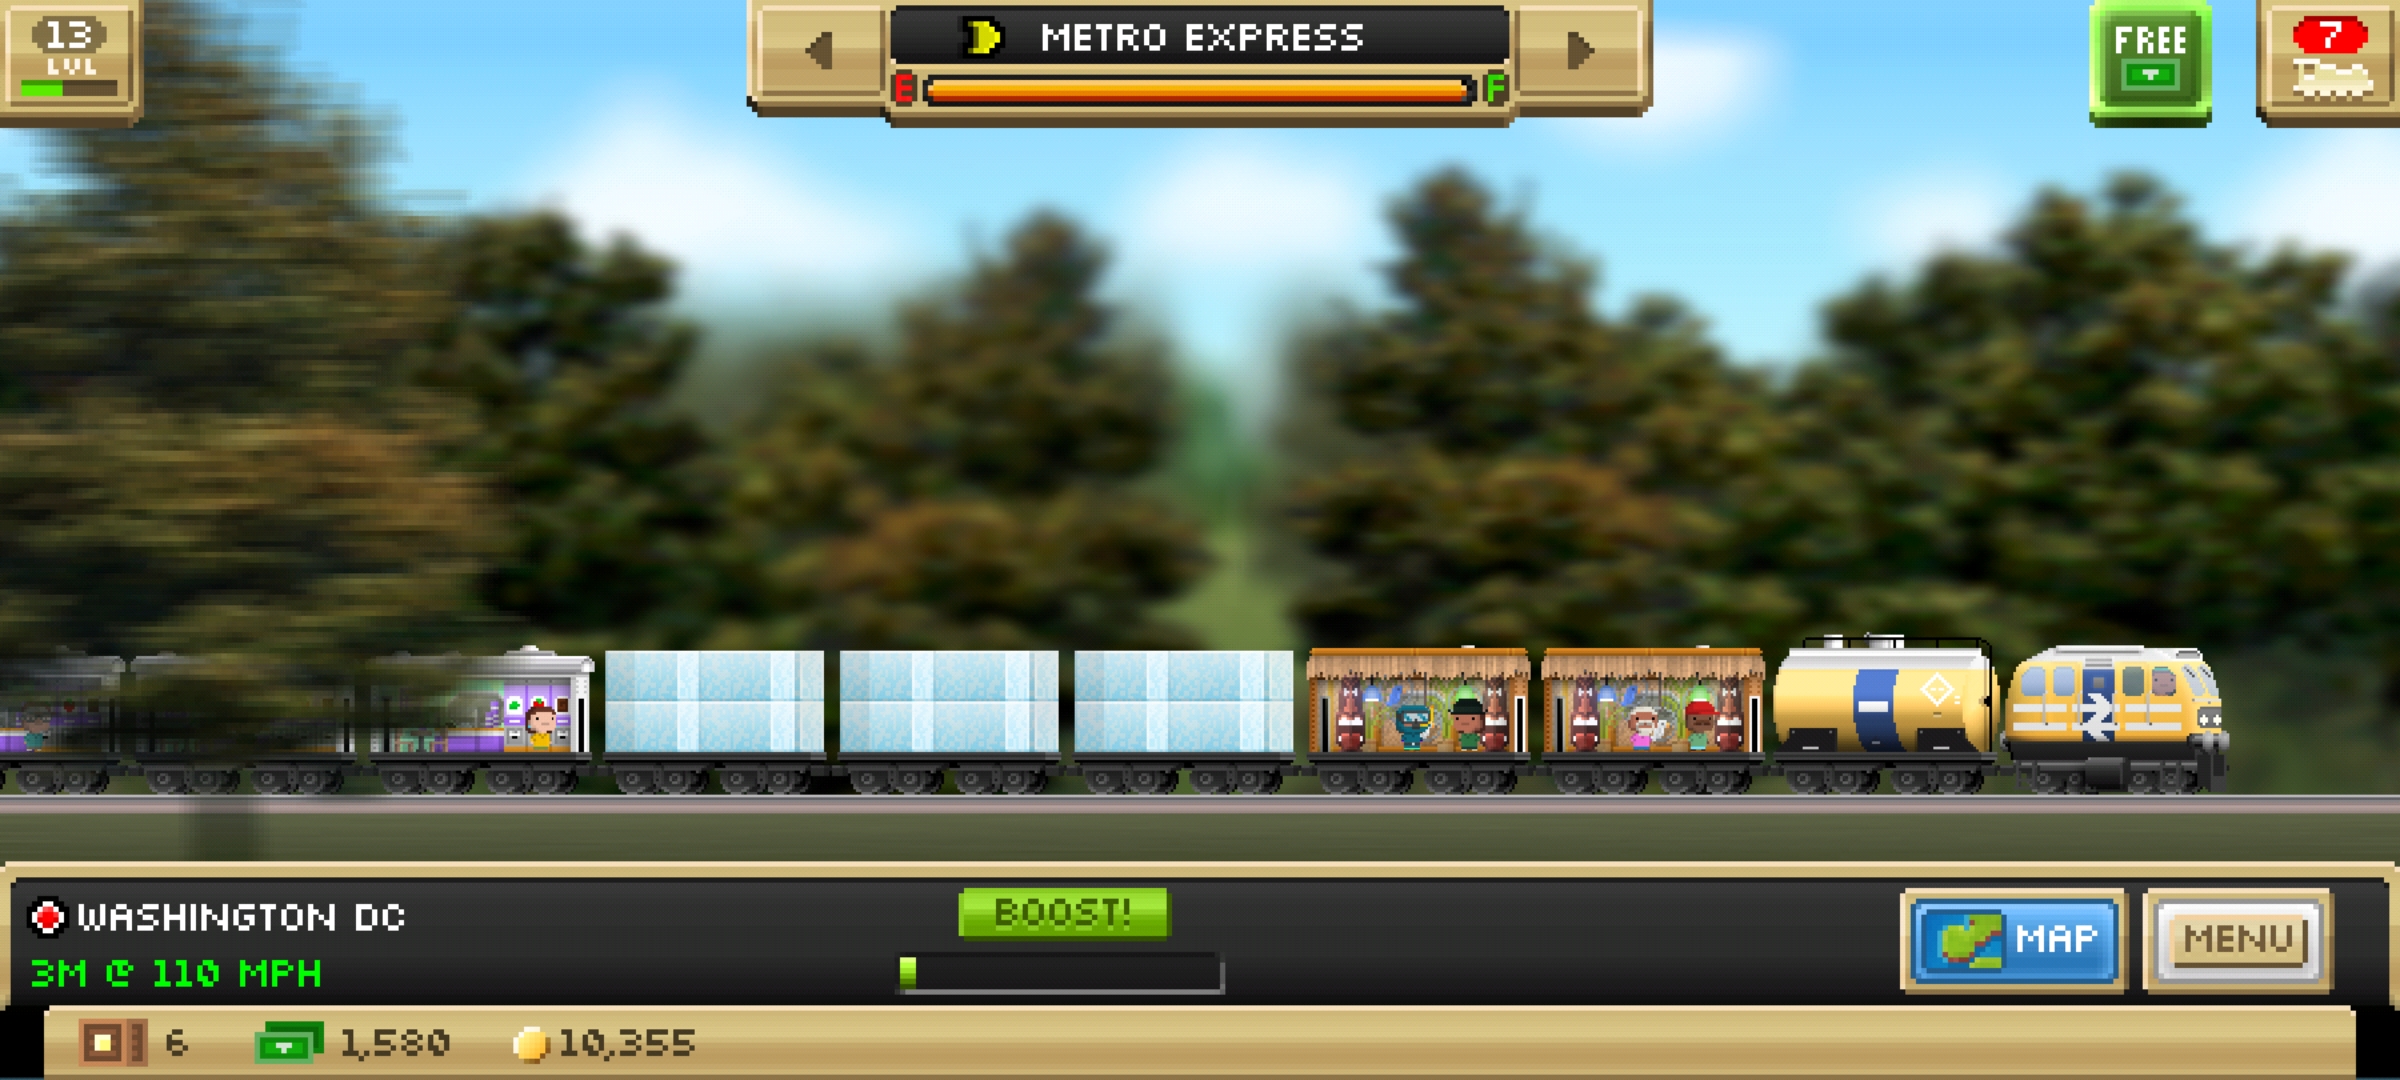 13
LVL
METRO EXPRESS
E F
FREE
7
WASHINGTON DC
3M @ 110 MPH
BOOST!
MAP
MENU
6
1,580
10,355